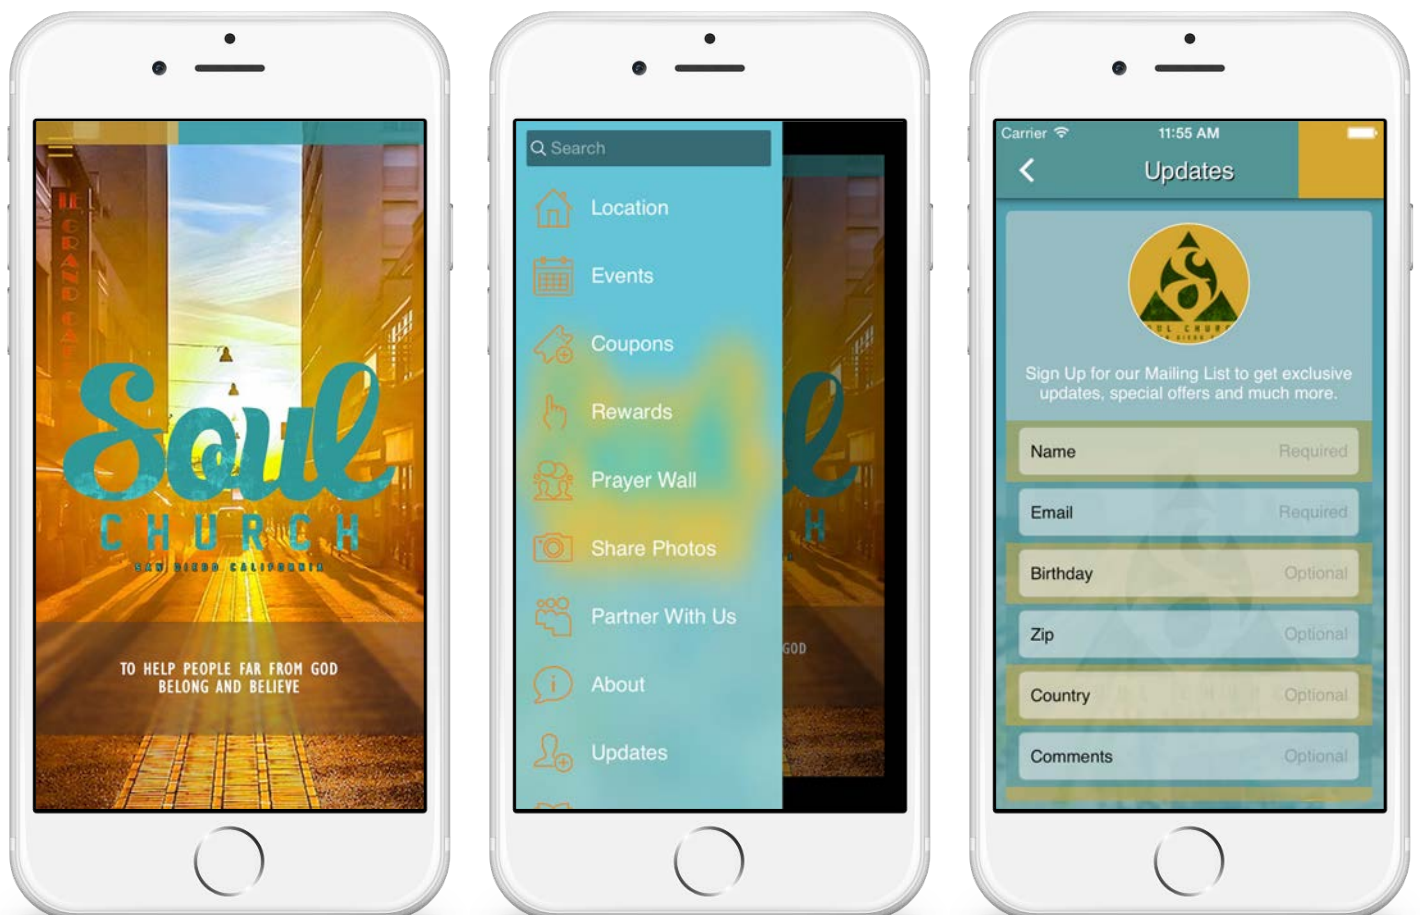 LE GRAND CAF
Soul
CHURCH
SAN DIEGO CALIFORNIA
TO HELP PEOPLE FAR FROM GOD
BELONG AND BELIEVE
Search
Location
Events
Coupons
Rewards
Prayer Wall
Share Photos
Partner With Us
About
Updates
GOD
Carrier
11:55 AM
Updates
S
Sign Up for our Mailing List to get exclusive
updates, special offers and much more.
Name Required
Email Required
Birthday Optional
Zip Optional
Country Optional
Comments Optional